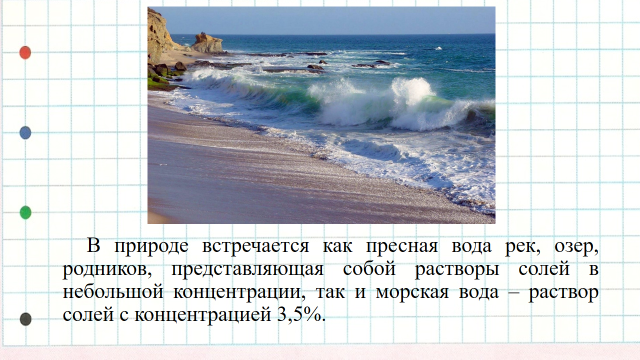 В природе встречается как пресная вода рек, озер,
родников, представляющая собой растворы солей в
небольшой концентрации, так и морская вода – раствор
солей с концентрацией 3,5%.